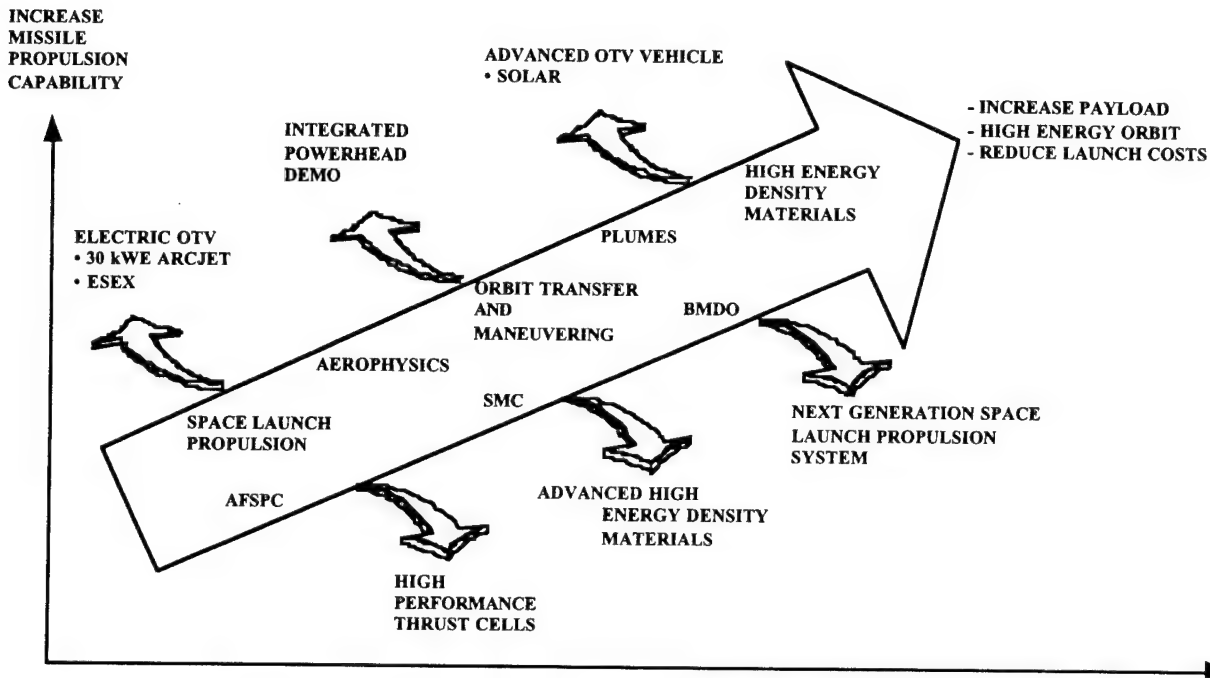 INCREASE
MISSILE
PROPULSION
CAPABILITY
ADVANCED OTV VEHICLE
• SOLAR
- INCREASE PAYLOAD
- HIGH ENERGY ORBIT
- REDUCE LAUNCH COSTS
INTEGRATED
POWERHEAD
DEMO
HIGH ENERGY
DENSITY
MATERIALS
ELECTRIC OTV
• 30 kWE ARCJET
• ESEX
PLUMES
ORBIT TRANSFER
AND
MANEUVERING
BMDO
AEROPHYSICS
SMC
SPACE LAUNCH
PROPULSION
NEXT GENERATION SPACE
LAUNCH PROPULSION
SYSTEM
AFSPC
ADVANCED HIGH
ENERGY DENSITY
MATERIALS
HIGH
PERFORMANCE
THRUST CELLS